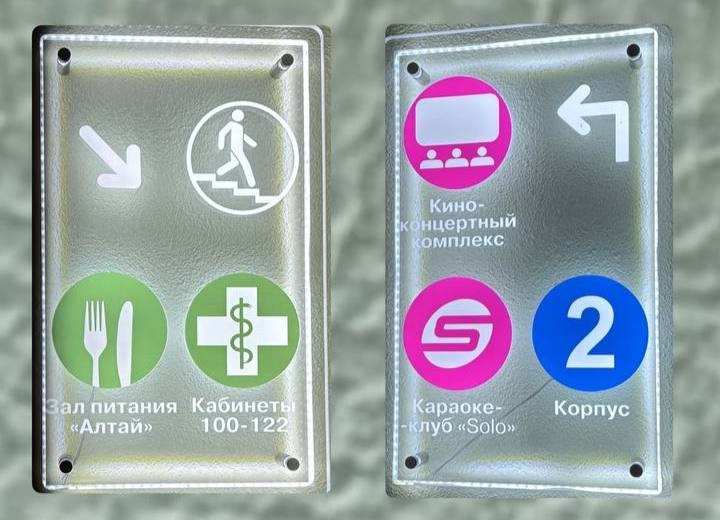 Зал питания
«Алтай»
Кабинеты
100-122
Кино-
концертный
комплекс
Караоке-
-клуб «Solo»
2
Корпус